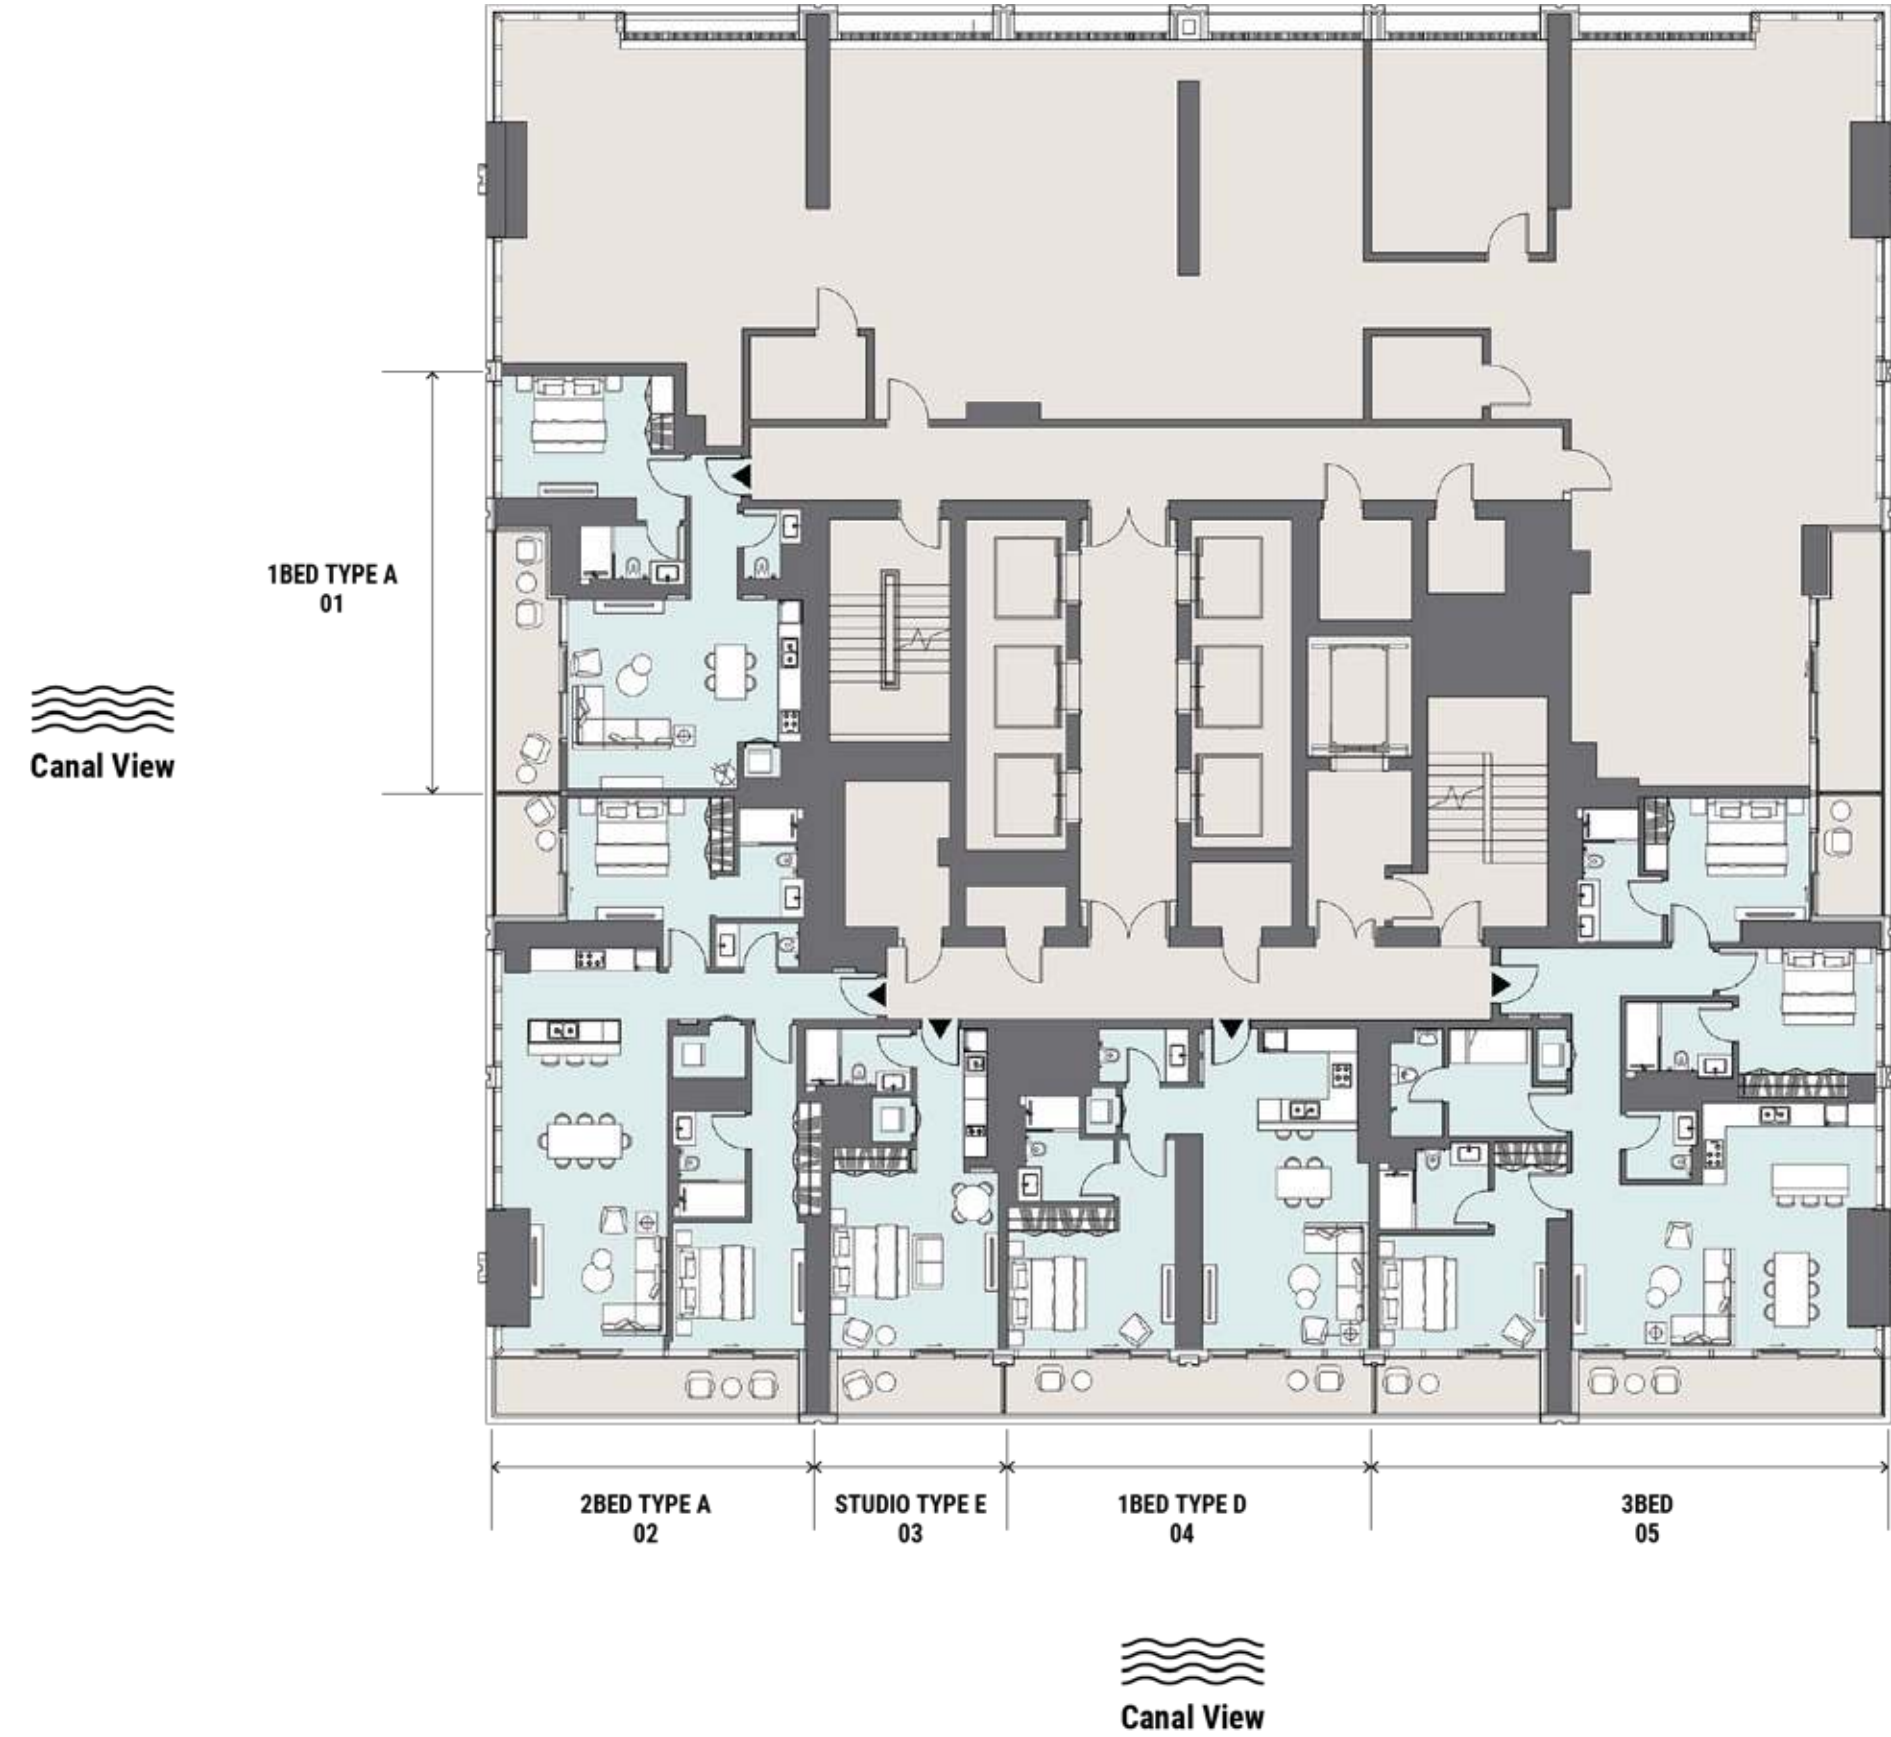 1BED TYPE A
01
Canal View
2BED TYPE A
02
STUDIO TYPE E
03
1BED TYPE D
04
3BED
05
Canal View